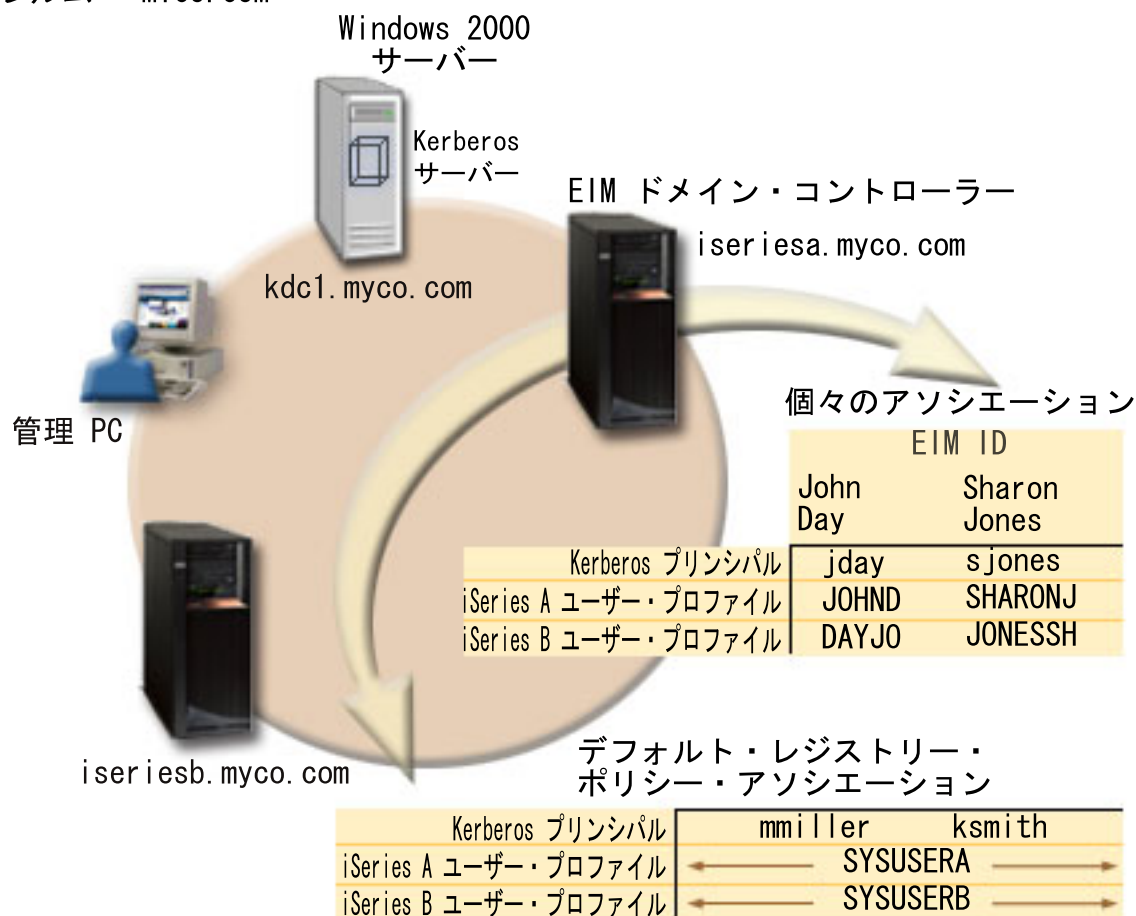 Windows 2000
サーバー
Kerberos
サーバー
kdc1.myco.com
EIM ドメイン・コントローラー
iseriesa.myco.com
管理 PC
個々のアソシエーション
EIM ID
John Sharon
Day Jones
Kerberos プリンシパル jday sjones
iSeries A ユーザー・プロファイル JOHND SHARONJ
iSeries B ユーザー・プロファイル DAYJO JONESSH
iseriesb.myco.com
デフォルト・レジストリー・
ポリシー・アソシエーション
Kerberos プリンシパル mmiller ksmith
iSeries A ユーザー・プロファイル SYSUSERA
iSeries B ユーザー・プロファイル SYSUSERB